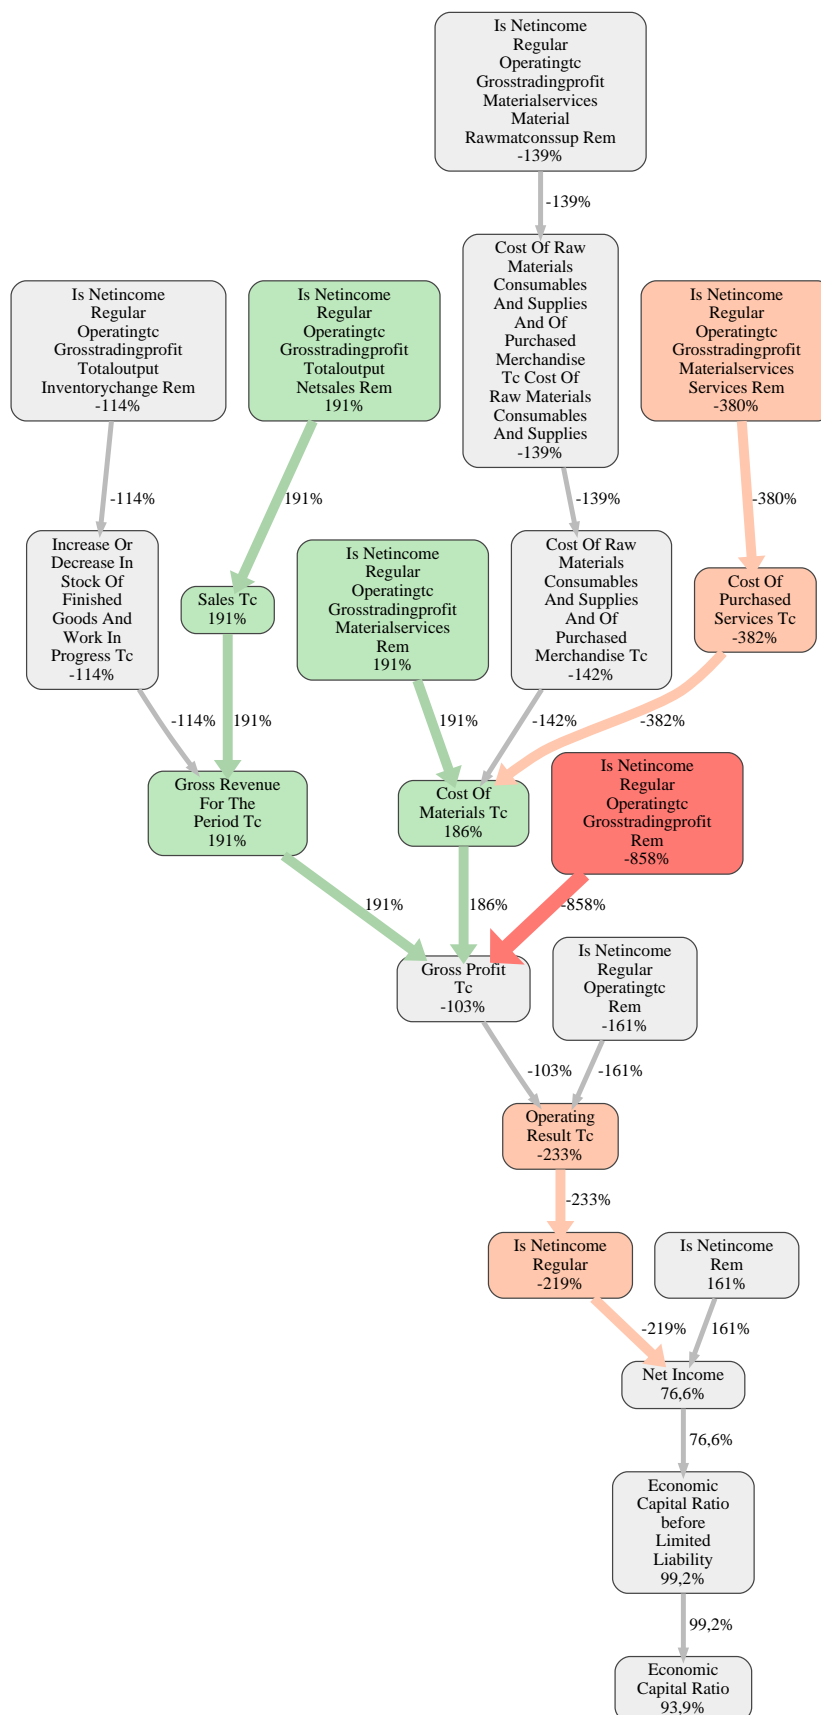 Is Netincome
Regular
Operatingtc
Grosstradingprofit
Materialservices
Material
Rawmatconssup Rem
-139%
-139%
Is Netincome
Regular
Operatingtc
Grosstradingprofit
Totaloutput
Inventorychange Rem
-114%
Is Netincome
Regular
Operatingtc
Grosstradingprofit
Totaloutput
Netsales Rem
191%
Cost Of Raw
Materials
Consumables
And Supplies
And Of
Purchased
Merchandise
Tc Cost Of
Raw Materials
Consumables
And Supplies
-139%
Is Netincome
Regular
Operatingtc
Grosstradingprofit
Materialservices
Services Rem
-380%
-114%
191%
-139%
-380%
Increase Or
Decrease In
Stock Of
Finished
Goods And
Work In
Progress Tc
-114%
Sales Tc
191%
Is Netincome
Regular
Operatingtc
Grosstradingprofit
Materialservices
Rem
191%
Cost Of Raw
Materials
Consumables
And Supplies
And Of
Purchased
Merchandise Tc
-142%
Cost Of
Purchased
Services Tc
-382%
-114%
191%
191%
-142%
-382%
Gross Revenue
For The
Period Tc
191%
Cost Of
Materials Tc
186%
Is Netincome
Regular
Operatingtc
Grosstradingprofit
Rem
-858%
191%
186%
-858%
Gross Profit
Tc
-103%
Is Netincome
Regular
Operatingtc
Rem
-161%
-103%
-161%
Operating
Result Tc
-233%
-233%
Is Netincome
Regular
-219%
Is Netincome
Rem
161%
-219%
161%
Net Income
76,6%
76,6%
Economic
Capital Ratio
before
Limited
Liability
99,2%
99,2%
Economic
Capital Ratio
93,9%